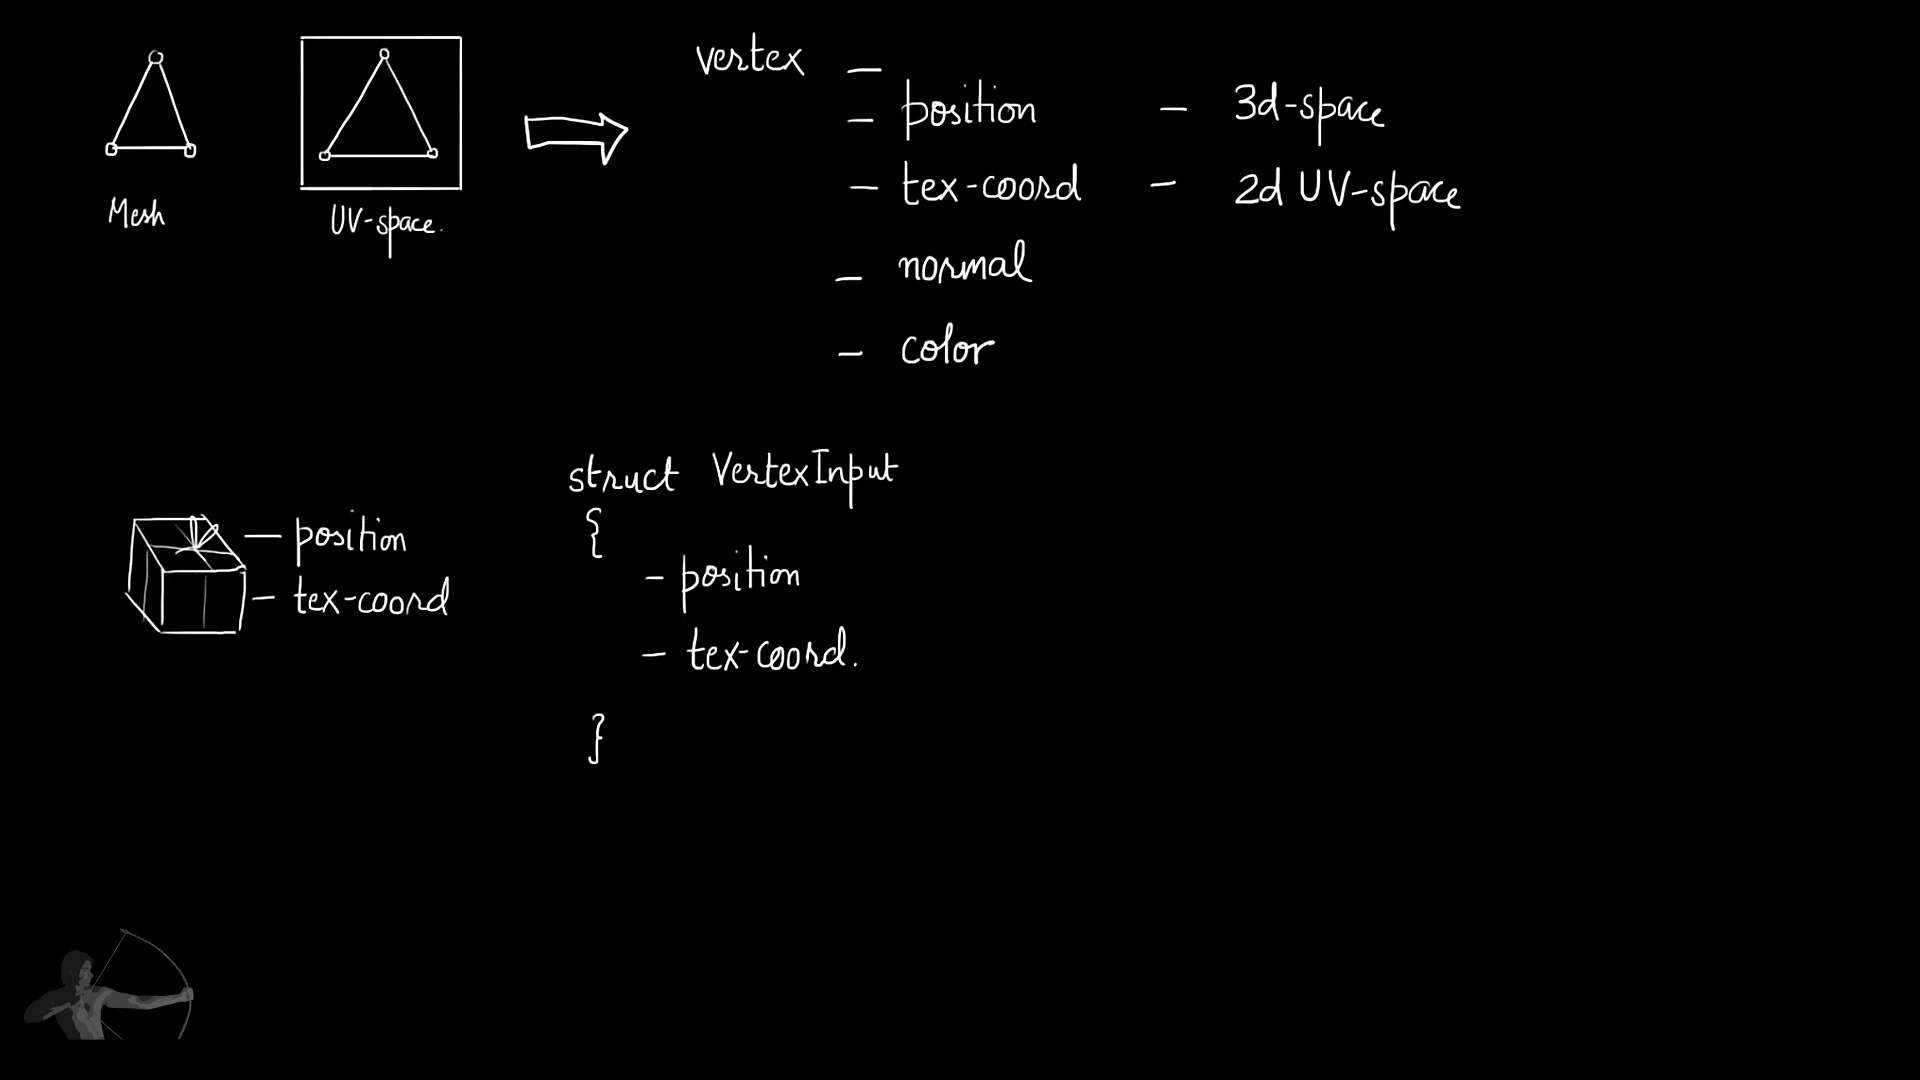 vertex –
– position – 3d-space
– tex-coord – 2d UV-space
– normal
– color
Mesh
UV-space.
– position
– tex-coord
struct VertexInput
{
– position
– tex-coord.
}